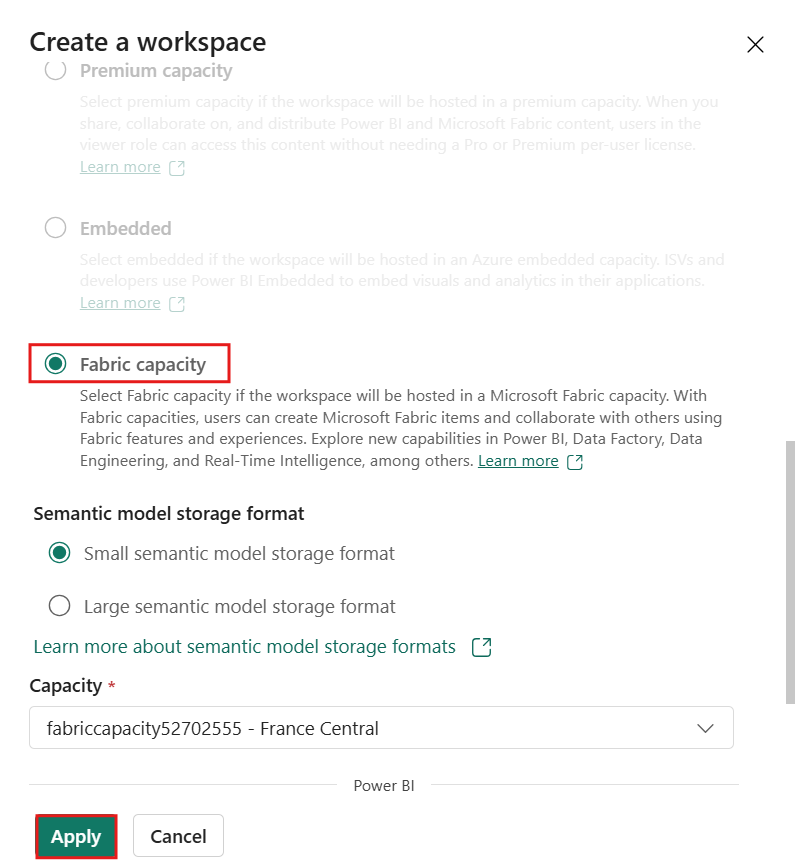 Create a workspace
Premium capacity
Select premium capacity if the workspace will be hosted in a premium capacity. When you
share, collaborate on, and distribute Power BI and Microsoft Fabric content, users in the
viewer role can access this content without needing a Pro or Premium per-user license.
Learn more
Embedded
Select embedded if the workspace will be hosted in an Azure embedded capacity. ISVs and
developers use Power BI Embedded to embed visuals and analytics in their applications.
Learn more
Fabric capacity
Select Fabric capacity if the workspace will be hosted in a Microsoft Fabric capacity. With
Fabric capacities, users can create Microsoft Fabric items and collaborate with others using
Fabric features and experiences. Explore new capabilities in Power BI, Data Factory, Data
Engineering, and Real-Time Intelligence, among others. Learn more
Semantic model storage format
Small semantic model storage format
Large semantic model storage format
Learn more about semantic model storage formats
Capacity *
fabriccapacity52702555 - France Central
Power BI
Apply Cancel